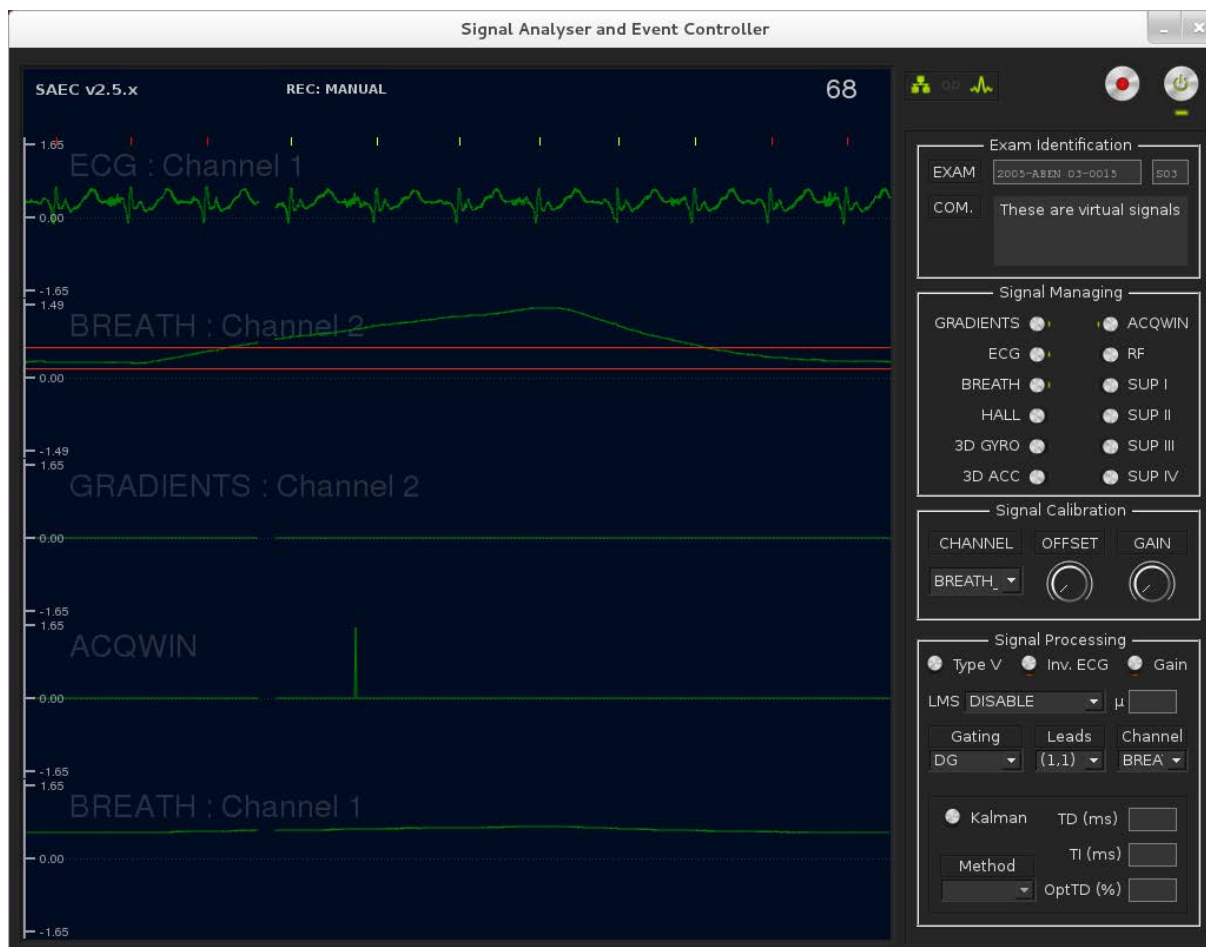 Signal Analyser and Event Controller
SAEC v2.5.x
REC: MANUAL
68
1.65
ECG : Channel 1
0.00
-1.65
1.49
BREATH : Channel 2
0.00
-1.49
1.65
GRADIENTS : Channel 2
0.00
-1.65
1.65
ACQWIN
0.00
-1.65
1.65
BREATH : Channel 1
0.00
-1.65
op
Exam Identification
EXAM 2005-ABEN 03-0015 S03
COM. These are virtual signals
Signal Managing
GRADIENTS ACQWIN
ECG RF
BREATH SUP I
HALL SUP II
3D GYRO SUP III
3D ACC SUP IV
Signal Calibration
CHANNEL OFFSET GAIN
BREATH_
Signal Processing
Type V Inv. ECG Gain
LMS DISABLE μ
Gating Leads Channel
DG (1,1) BREA
Kalman TD (ms)
TI (ms)
Method
OptTD (%)